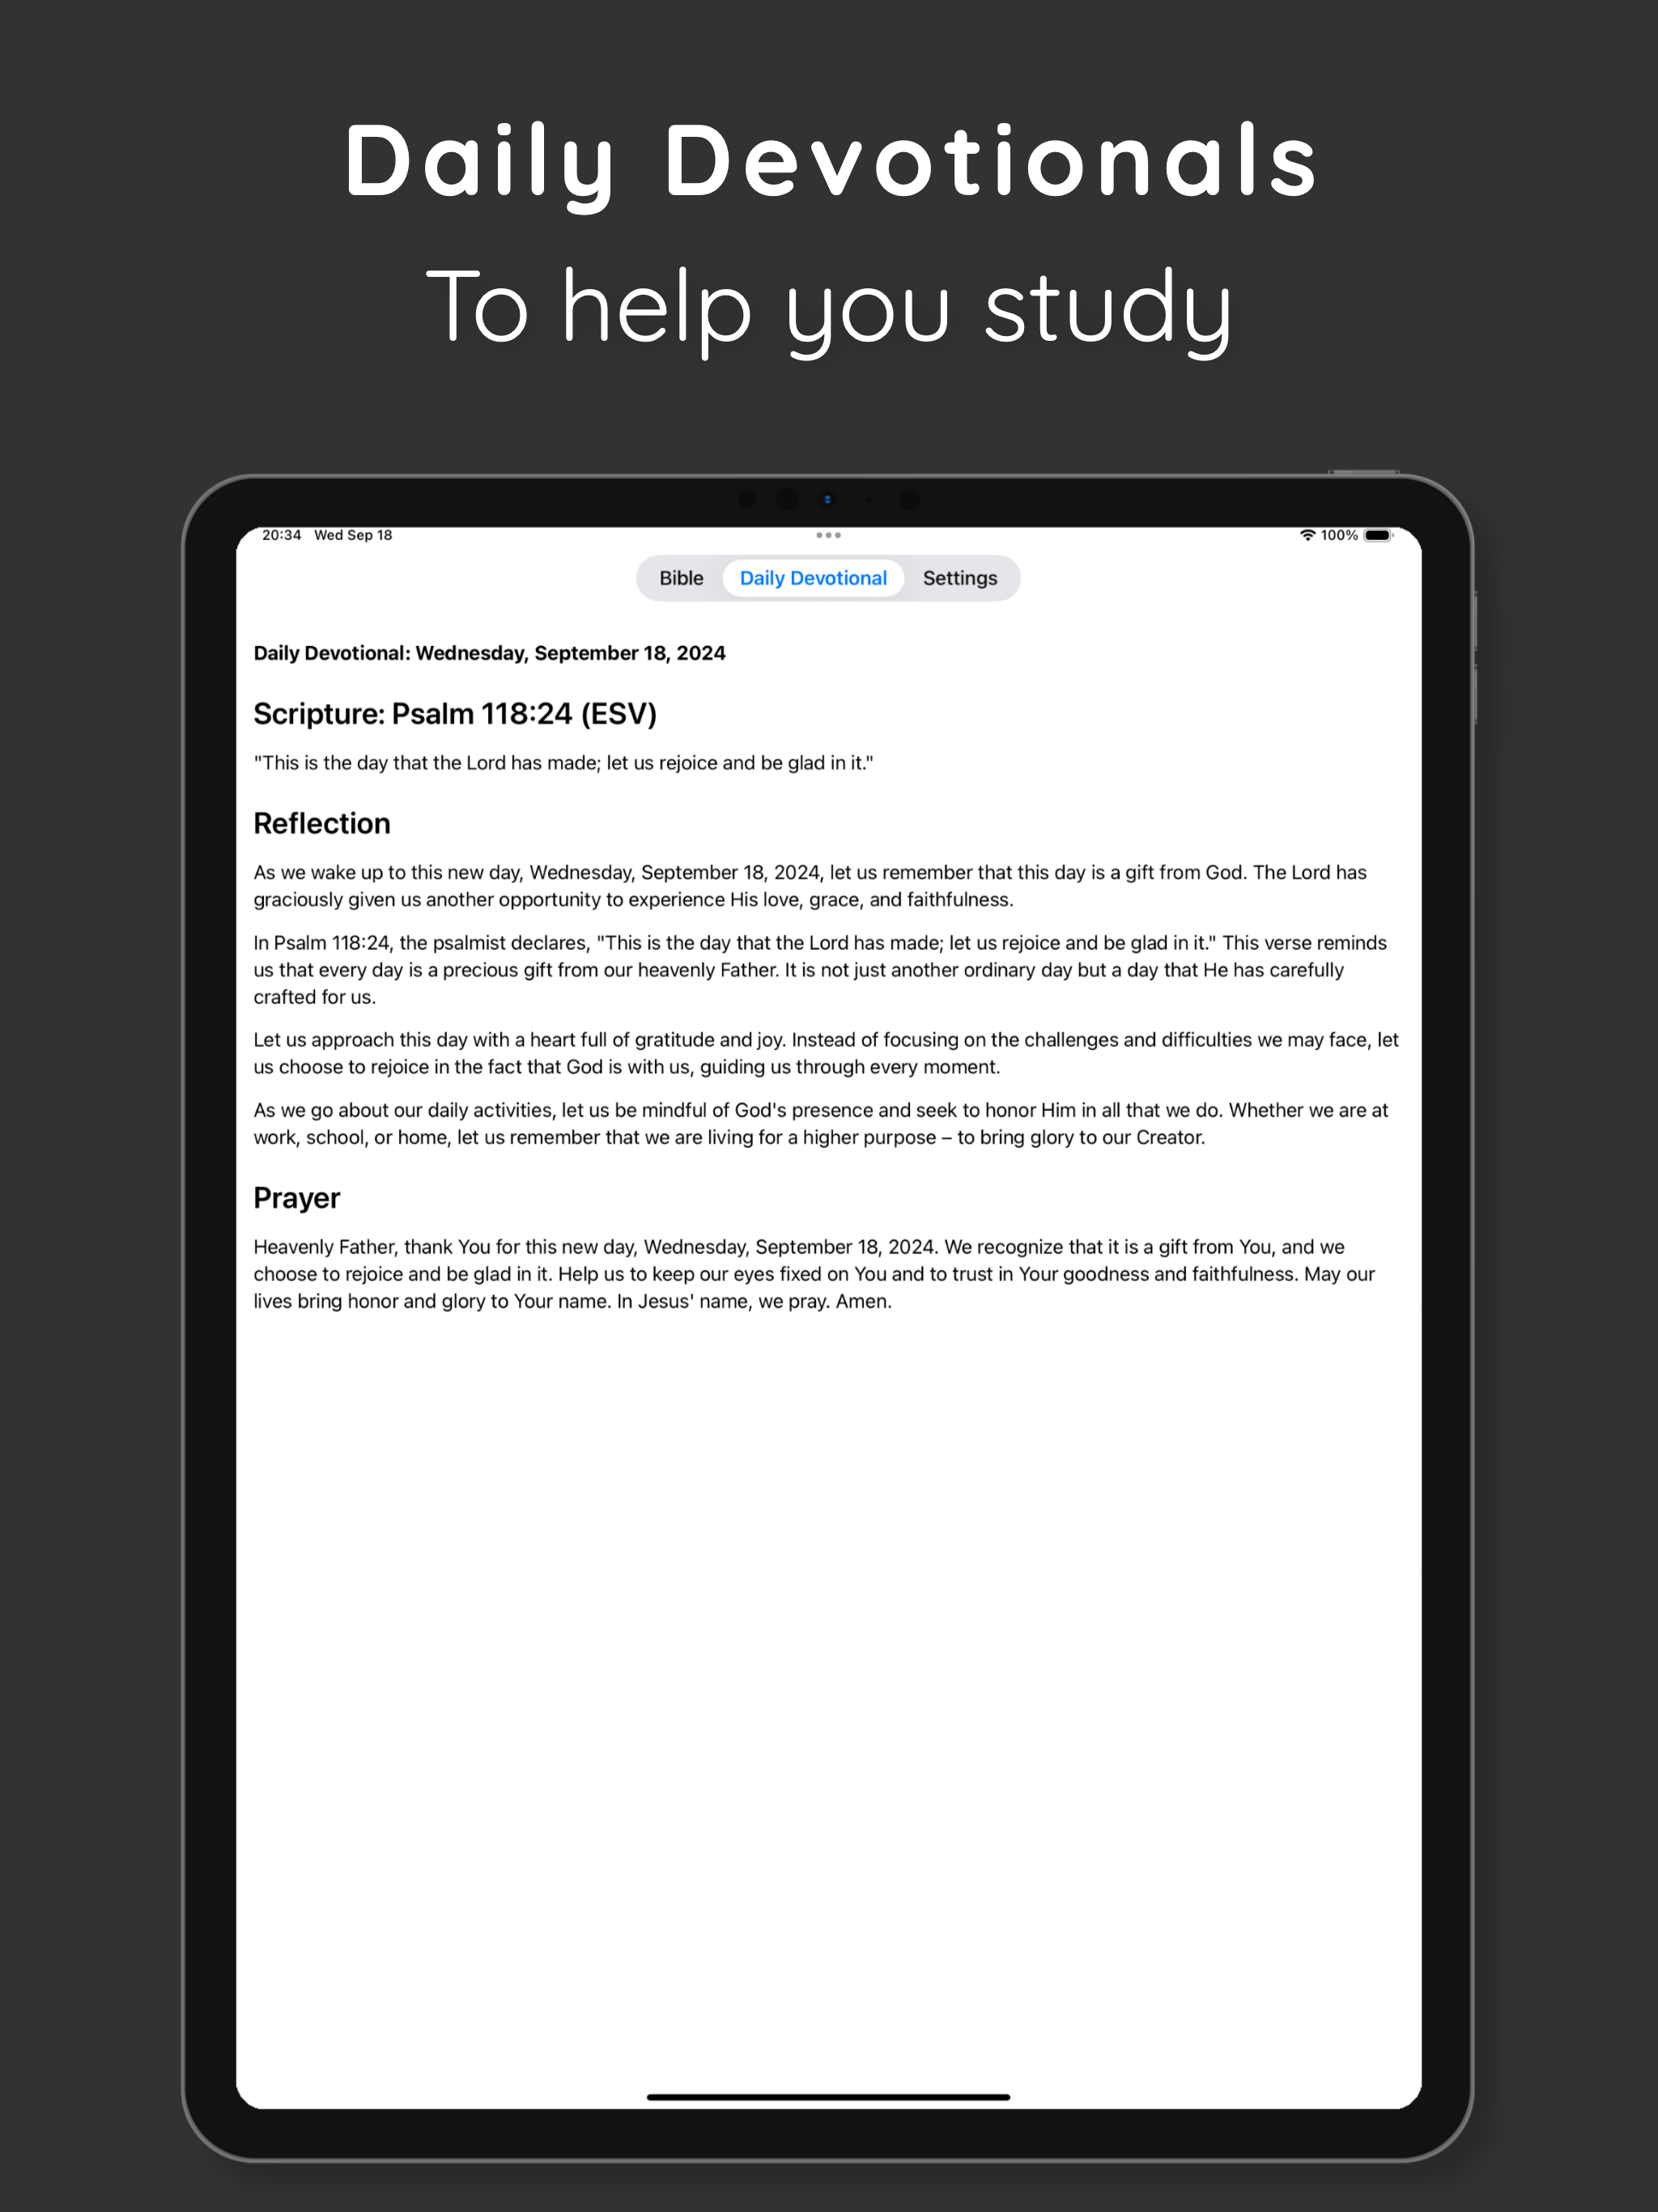 Daily Devotionals
To help you study
20:34 Wed Sep 18
100%
Bible Daily Devotional Settings
Daily Devotional: Wednesday, September 18, 2024
Scripture: Psalm 118:24 (ESV)
"This is the day that the Lord has made; let us rejoice and be glad in it."
Reflection
As we wake up to this new day, Wednesday, September 18, 2024, let us remember that this day is a gift from God. The Lord has
graciously given us another opportunity to experience His love, grace, and faithfulness.
In Psalm 118:24, the psalmist declares, "This is the day that the Lord has made; let us rejoice and be glad in it." This verse reminds
us that every day is a precious gift from our heavenly Father. It is not just another ordinary day but a day that He has carefully
crafted for us.
Let us approach this day with a heart full of gratitude and joy. Instead of focusing on the challenges and difficulties we may face, let
us choose to rejoice in the fact that God is with us, guiding us through every moment.
As we go about our daily activities, let us be mindful of God's presence and seek to honor Him in all that we do. Whether we are at
work, school, or home, let us remember that we are living for a higher purpose – to bring glory to our Creator.
Prayer
Heavenly Father, thank You for this new day, Wednesday, September 18, 2024. We recognize that it is a gift from You, and we
choose to rejoice and be glad in it. Help us to keep our eyes fixed on You and to trust in Your goodness and faithfulness. May our
lives bring honor and glory to Your name. In Jesus' name, we pray. Amen.